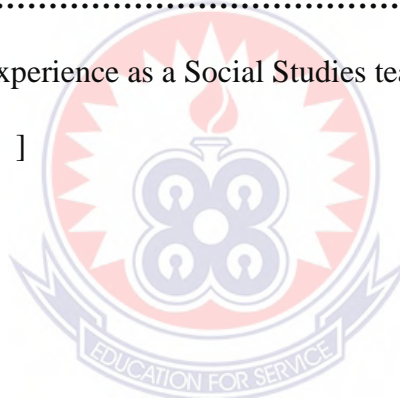 ....................................................
xperience as a Social Studies tea
]
EDUCATION FOR SERVICE